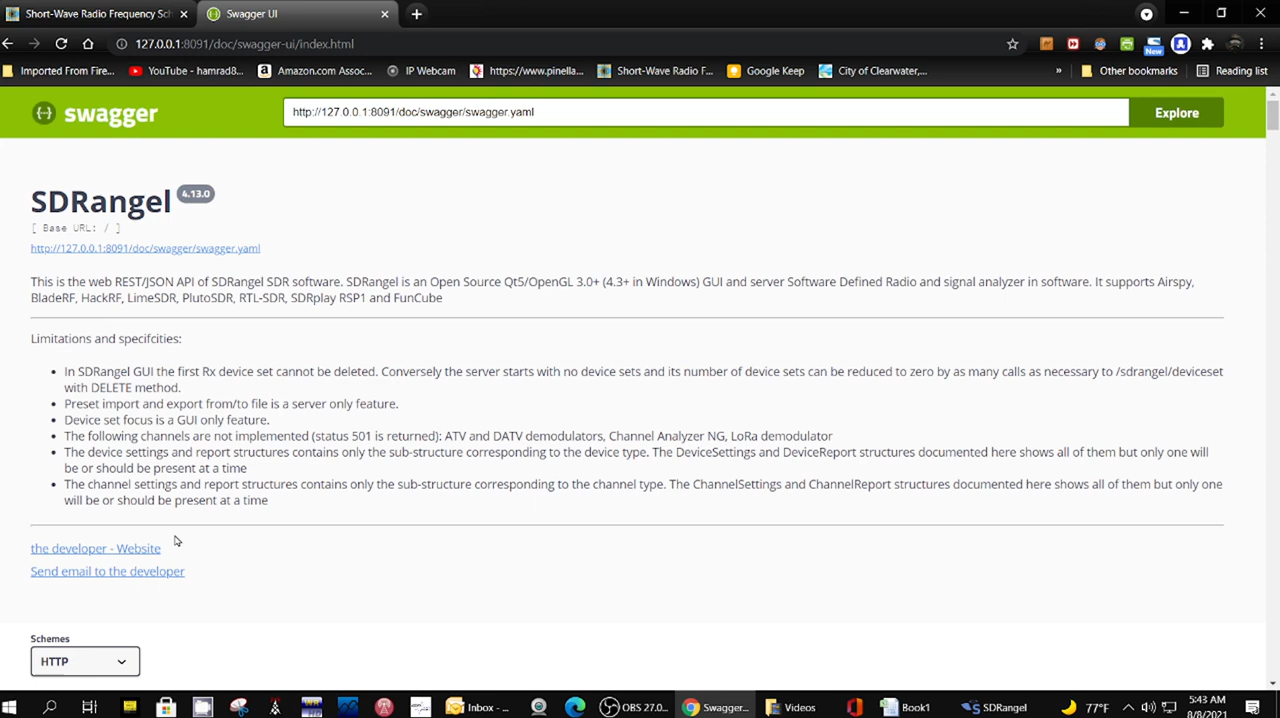 Short-Wave Radio Frequency Sch
Swagger UI
127.0.0.1:8091/doc/swagger-ui/index.html
New
Imported From Fire...
YouTube - hamrad8...
Amazon.com Assoc...
IP Webcam
https://www.pinella...
Short-Wave Radio F...
Google Keep
City of Clearwater,...
»
Other bookmarks
Reading list
swagger
http://127.0.0.1:8091/doc/swagger/swagger.yaml
Explore
SDRangel 4.13.0
[ Base URL: / ]
http://127.0.0.1:8091/doc/swagger/swagger.yaml
This is the web REST/JSON API of SDRangel SDR software. SDRangel is an Open Source Qt5/OpenGL 3.0+ (4.3+ in Windows) GUI and server Software Defined Radio and signal analyzer in software. It supports Airspy,
BladeRF, HackRF, LimeSDR, PlutoSDR, RTL-SDR, SDRplay RSP1 and FunCube
Limitations and specifcities:
• In SDRangel GUI the first Rx device set cannot be deleted. Conversely the server starts with no device sets and its number of device sets can be reduced to zero by as many calls as necessary to /sdrangel/deviceset
with DELETE method.
• Preset import and export from/to file is a server only feature.
• Device set focus is a GUI only feature.
• The following channels are not implemented (status 501 is returned): ATV and DATV demodulators, Channel Analyzer NG, LoRa demodulator
• The device settings and report structures contains only the sub-structure corresponding to the device type. The DeviceSettings and DeviceReport structures documented here shows all of them but only one will
be or should be present at a time
• The channel settings and report structures contains only the sub-structure corresponding to the channel type. The ChannelSettings and ChannelReport structures documented here shows all of them but only one
will be or should be present at a time
the developer - Website
Send email to the developer
Schemes
HTTP
Inbox - ...
OBS 27.0...
Swagger...
Videos
Book1
SDRangel
77°F
5:43 AM
8/8/2021